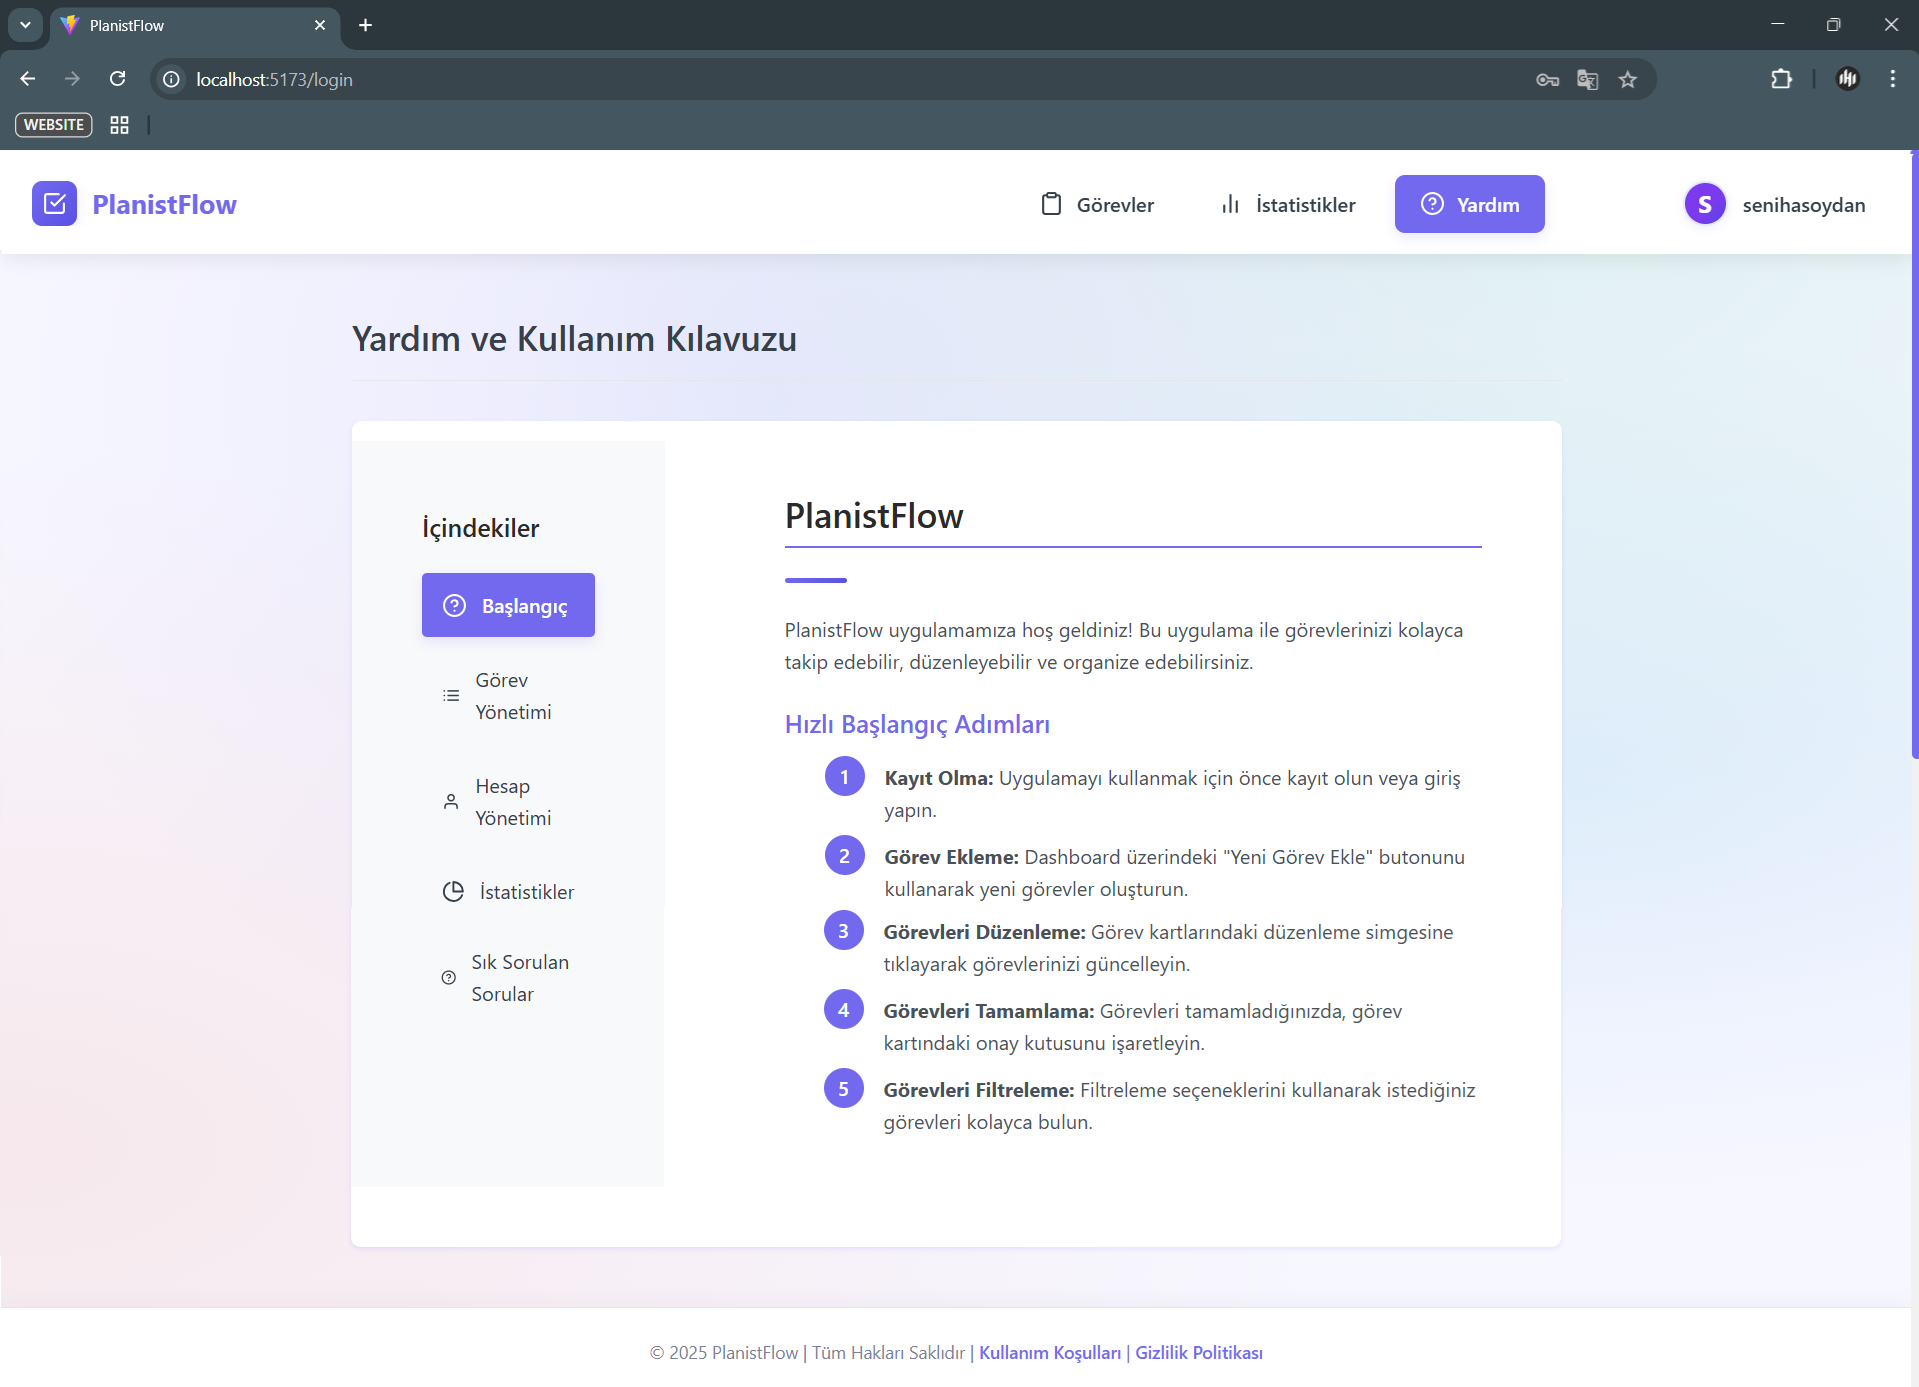 PlanistFlow
localhost:5173/login
WEBSITE
PlanistFlow
Görevler
İstatistikler
Yardım
S
senihasoydan
Yardım ve Kullanım Kılavuzu
İçindekiler
Başlangıç
Görev
Yönetimi
Hesap
Yönetimi
İstatistikler
Sık Sorulan
Sorular
PlanistFlow
PlanistFlow uygulamamıza hoş geldiniz! Bu uygulama ile görevlerinizi kolayca
takip edebilir, düzenleyebilir ve organize edebilirsiniz.
Hızlı Başlangıç Adımları
1 Kayıt Olma: Uygulamayı kullanmak için önce kayıt olun veya giriş
yapın.
2 Görev Ekleme: Dashboard üzerindeki "Yeni Görev Ekle" butonunu
kullanarak yeni görevler oluşturun.
3 Görevleri Düzenleme: Görev kartlarındaki düzenleme simgesine
tıklayarak görevlerinizi güncelleyin.
4 Görevleri Tamamlama: Görevleri tamamladığınızda, görev
kartındaki onay kutusunu işaretleyin.
5 Görevleri Filtreleme: Filtreleme seçeneklerini kullanarak istediğiniz
görevleri kolayca bulun.
© 2025 PlanistFlow | Tüm Hakları Saklıdır | Kullanım Koşulları | Gizlilik Politikası